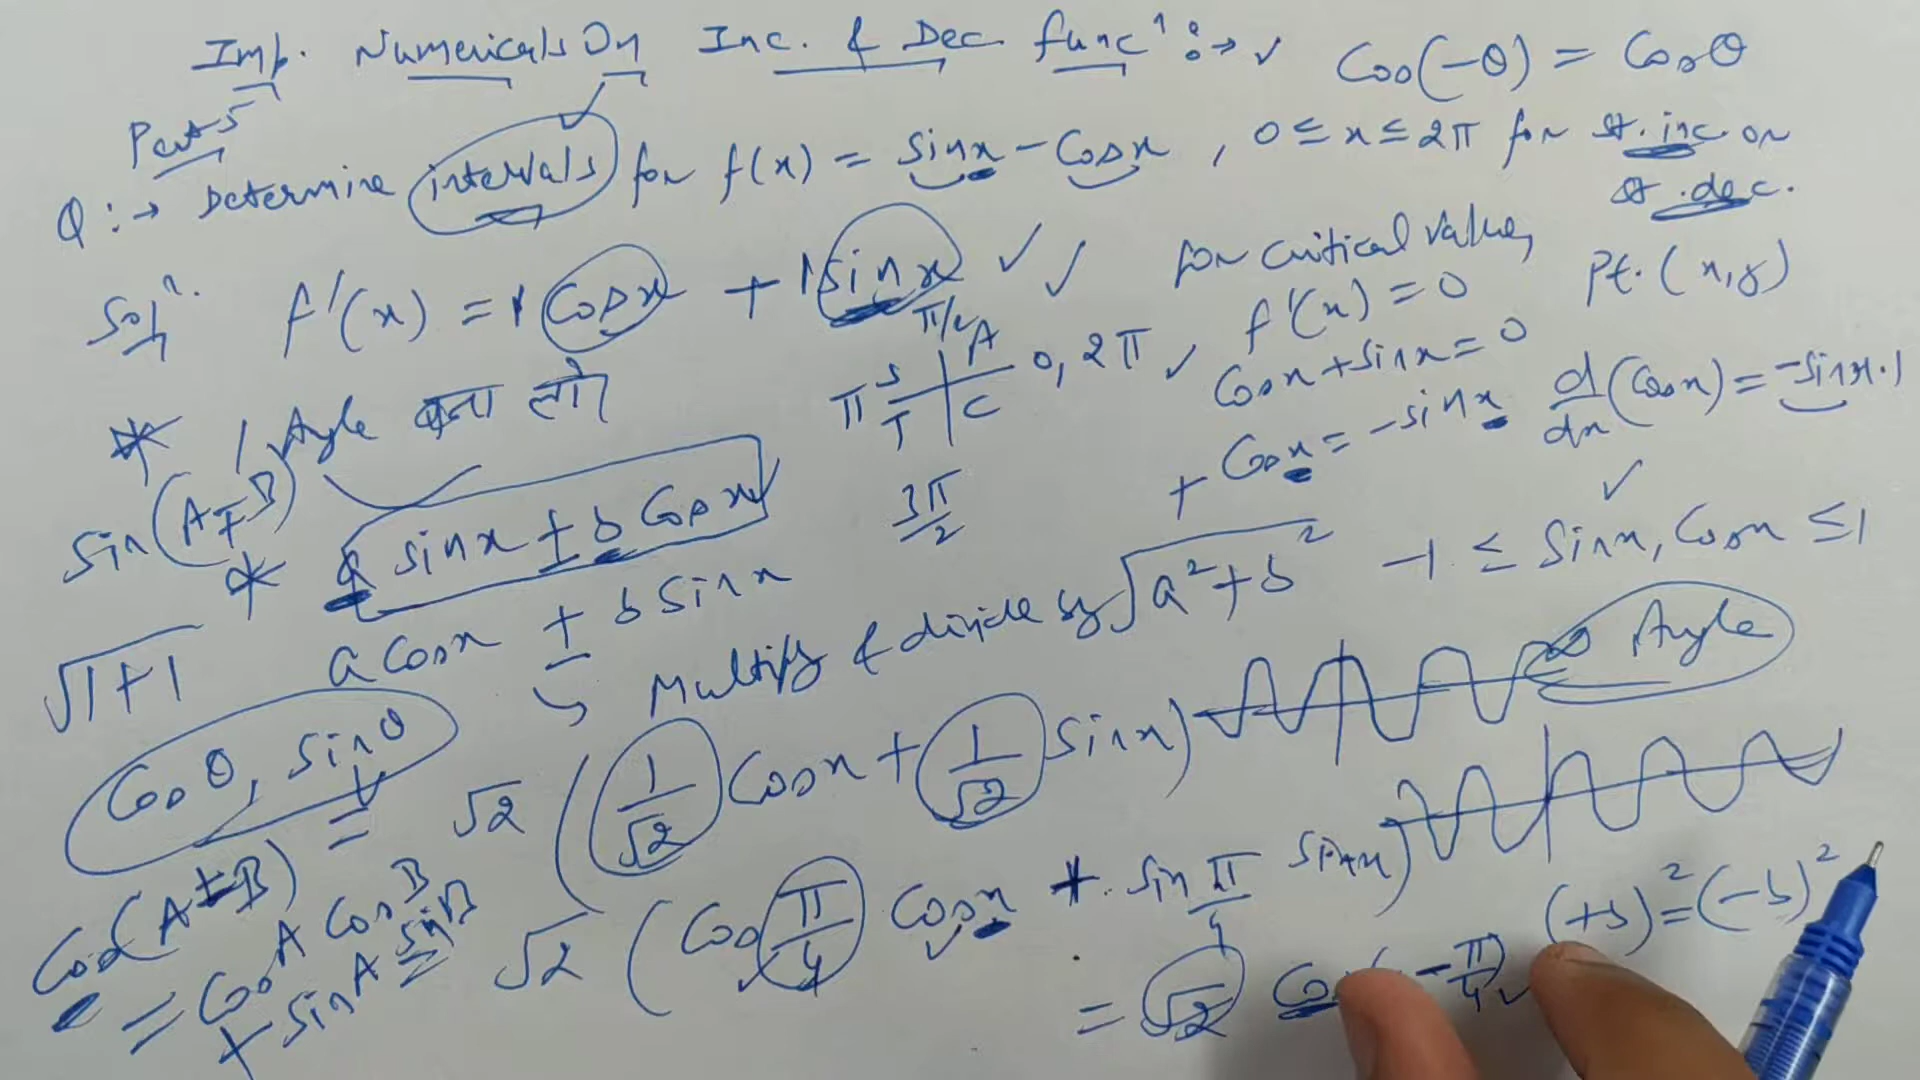 Imp. Numericals On Inc. & Dec. funcⁿ :→ ✓
Cos(-θ) = Cosθ
Part-5
Q :→ Determine intervals for f(x) = sinx - Cosx , 0 ≤ x ≤ 2π for st. inc or
st. dec.
Solⁿ. f'(x) = 1 Cosx + 1 sinx ✓ ✓
for critical values,
Pt. (x,y)
f'(x) = 0
Cosx + sinx = 0
+ Cosx = -sinx
d/dx (Cosx) = -sinx.1
π/2
S A
π T C 0, 2π ✓
3π/2
* 1 Angle बना लो
Sin(A∓B)
* a sinx ± b Cosx
a Cosx ± b sinx
↳ Multiply & divide by √a²+b²
-1 ≤ Sinx, Cosx ≤ 1
∞ Angle
√1+1
Cosθ, Sinθ
= √2 (1/√2 Cosx + 1/√2 Sinx)
√2 (Cos π/4 Cosx + sin π/4 sinx)
Cos(A-B)
= CosA CosB
+ sinA sinB
(+b)² = (-b)²
= √2 Cos - π/4